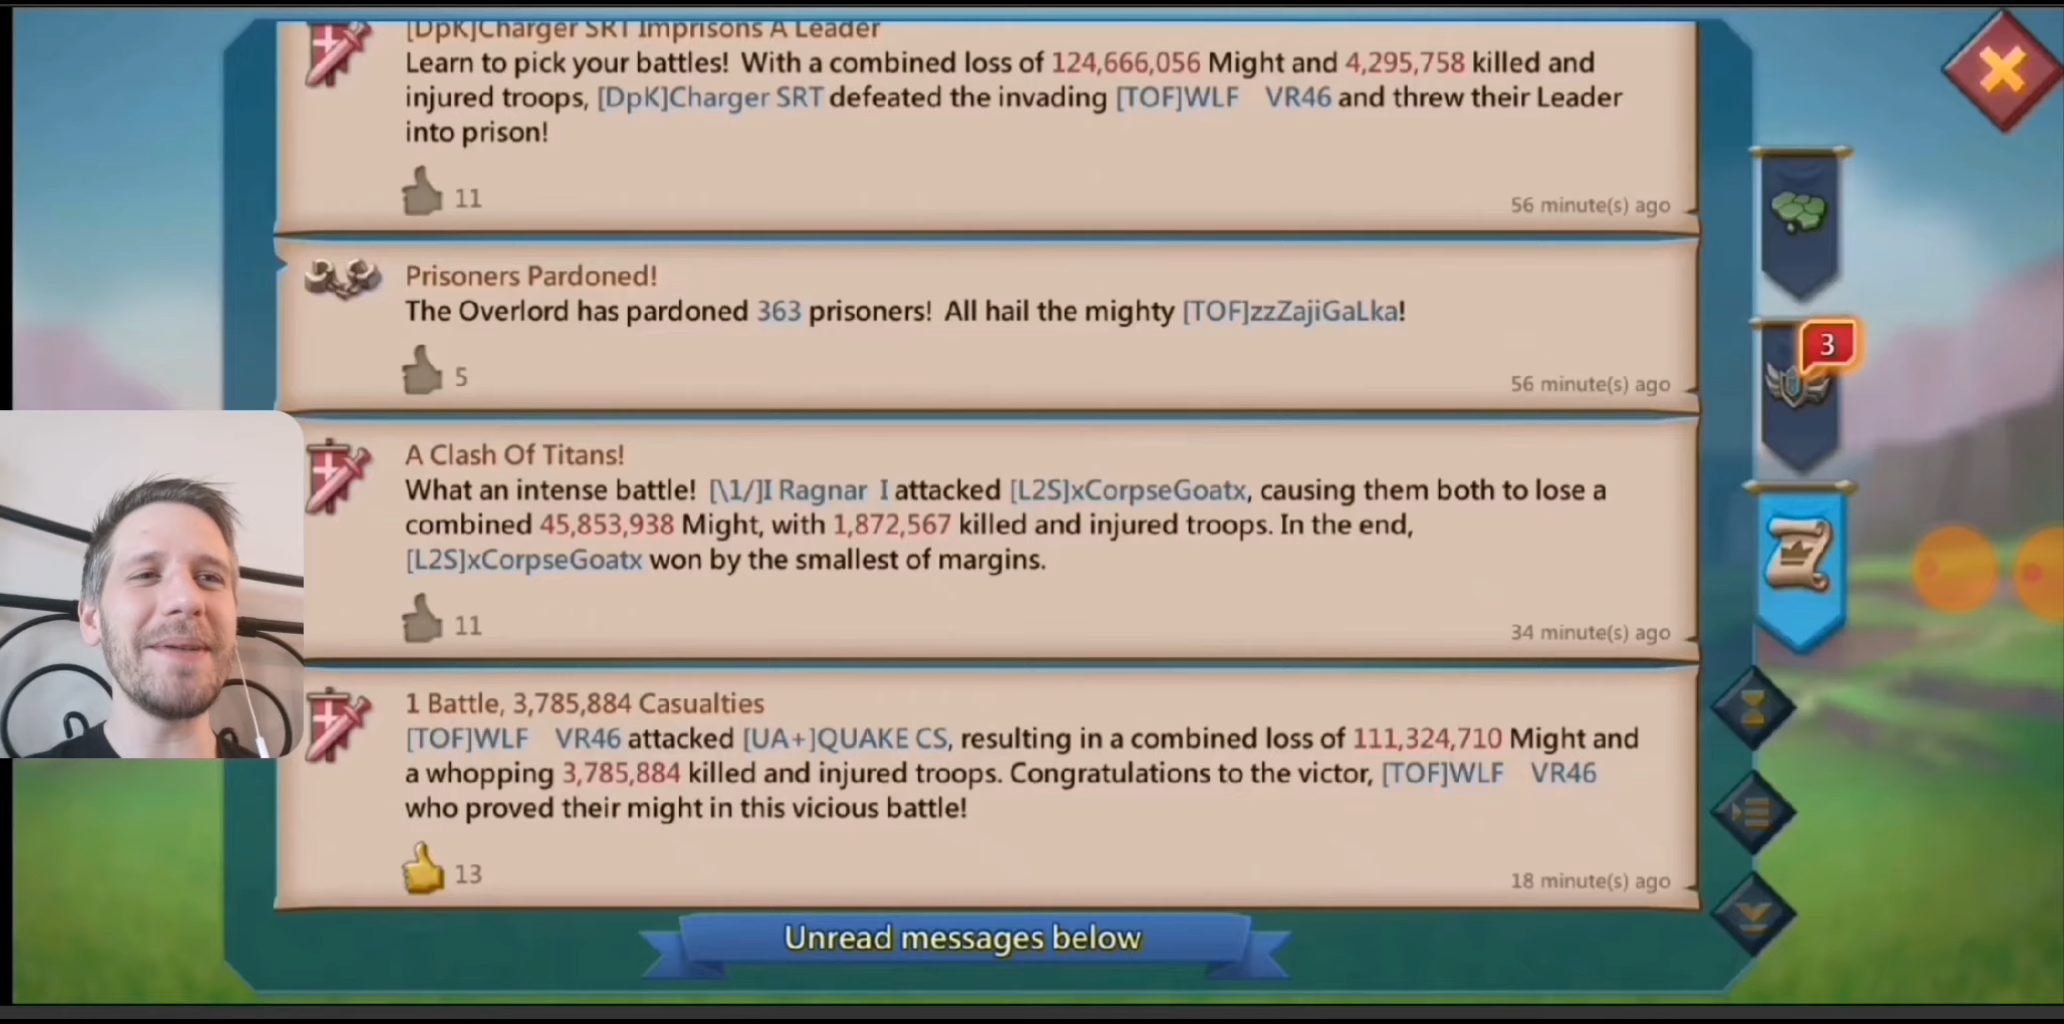 [DpK]Charger SRT Imprisons A Leader
Learn to pick your battles! With a combined loss of 124,666,056 Might and 4,295,758 killed and
injured troops, [DpK]Charger SRT defeated the invading [TOF]WLF VR46 and threw their Leader
into prison!
11
56 minute(s) ago
Prisoners Pardoned!
The Overlord has pardoned 363 prisoners! All hail the mighty [TOF]zzZajiGaLka!
5
56 minute(s) ago
3
A Clash Of Titans!
What an intense battle! [\1/]I Ragnar I attacked [L2S]xCorpseGoatx, causing them both to lose a
combined 45,853,938 Might, with 1,872,567 killed and injured troops. In the end,
[L2S]xCorpseGoatx won by the smallest of margins.
11
34 minute(s) ago
1 Battle, 3,785,884 Casualties
[TOF]WLF VR46 attacked [UA+]QUAKE CS, resulting in a combined loss of 111,324,710 Might and
a whopping 3,785,884 killed and injured troops. Congratulations to the victor, [TOF]WLF VR46
who proved their might in this vicious battle!
13
18 minute(s) ago
Unread messages below